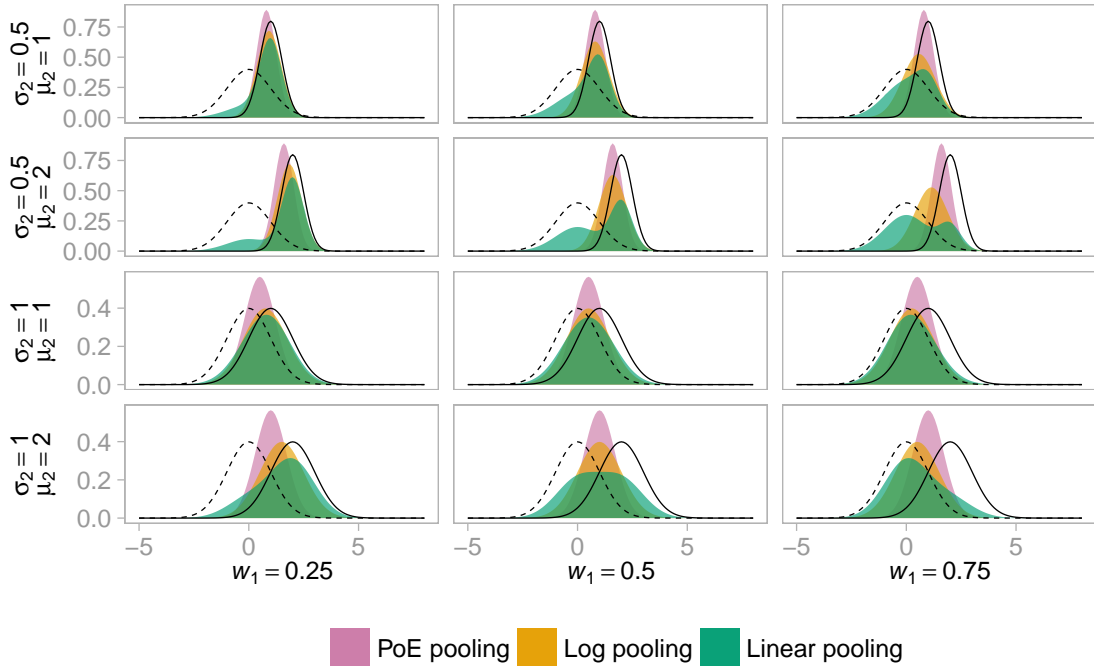 σ₂ = 0.5
μ₂ = 1
0.75
0.50
0.25
0.00
σ₂ = 0.5
μ₂ = 2
0.75
0.50
0.25
0.00
σ₂ = 1
μ₂ = 1
0.4
0.2
0.0
σ₂ = 1
μ₂ = 2
0.4
0.2
0.0
−5 0 5 −5 0 5 −5 0 5
w₁ = 0.25 w₁ = 0.5 w₁ = 0.75
PoE pooling Log pooling Linear pooling